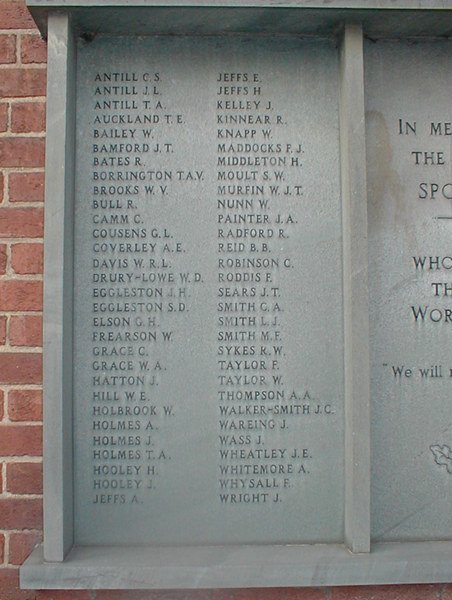 ANTILL C.S.
ANTILL J.L.
ANTILL T.A.
AUCKLAND T.E.
BAILEY W.
BAMFORD J.T.
BATES R.
BORRINGTON T.A.V.
BROOKS W.V.
BULL R.
CAMM C.
COUSENS G.L.
COVERLEY A.E.
DAVIS W.R.L.
DRURY-LOWE W.D.
EGGLESTON J.H.
EGGLESTON S.D.
ELSON G.H.
FREARSON W.
GRACE C.
GRACE W.A.
HATTON J.
HILL W.E.
HOLBROOK W.
HOLMES A.
HOLMES J.
HOLMES T.A.
HOOLEY H.
HOOLEY J.
JEFFS A.
JEFFS E.
JEFFS H.
KELLEY J.
KINNEAR R.
KNAPP W.
MADDOCKS F.J.
MIDDLETON H.
MOULT S.W.
MURFIN W.J.T.
NUNN W.
PAINTER J.A.
RADFORD R.
REID B.B.
ROBINSON C.
RODDIS F.
SEARS J.T.
SMITH C.A.
SMITH L.J.
SMITH M.F.
SYKES R.W.
TAYLOR F.
TAYLOR W.
THOMPSON A.A.
WALKER-SMITH J.C.
WAREING J.
WASS J.
WHEATLEY J.E.
WHITEMORE A.
WHYSALL F.
WRIGHT J.
IN ME
THE
SPO
WHO
TH
WOR
"We will